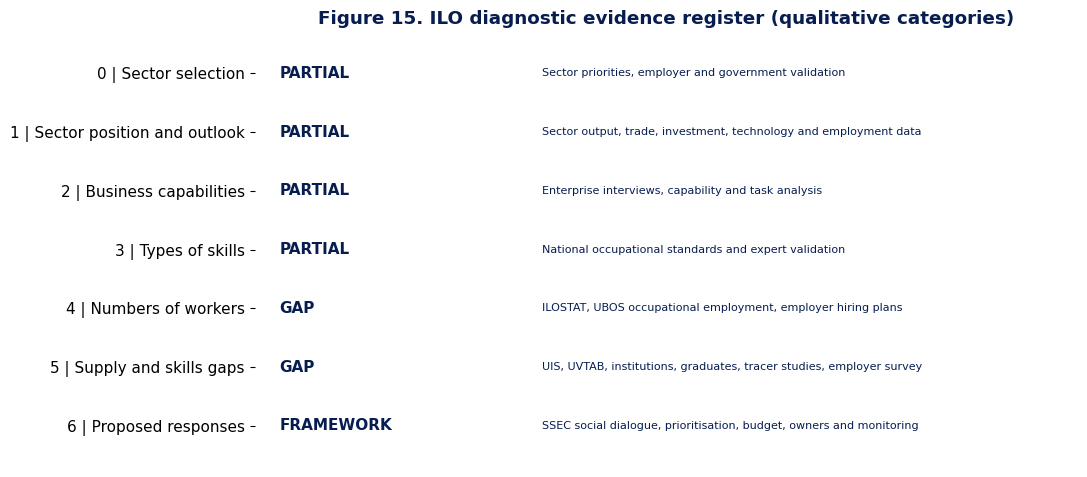 Figure 15. ILO diagnostic evidence register (qualitative categories)
0 | Sector selection – PARTIAL Sector priorities, employer and government validation
1 | Sector position and outlook – PARTIAL Sector output, trade, investment, technology and employment data
2 | Business capabilities – PARTIAL Enterprise interviews, capability and task analysis
3 | Types of skills – PARTIAL National occupational standards and expert validation
4 | Numbers of workers – GAP ILOSTAT, UBOS occupational employment, employer hiring plans
5 | Supply and skills gaps – GAP UIS, UVTAB, institutions, graduates, tracer studies, employer survey
6 | Proposed responses – FRAMEWORK SSEC social dialogue, prioritisation, budget, owners and monitoring